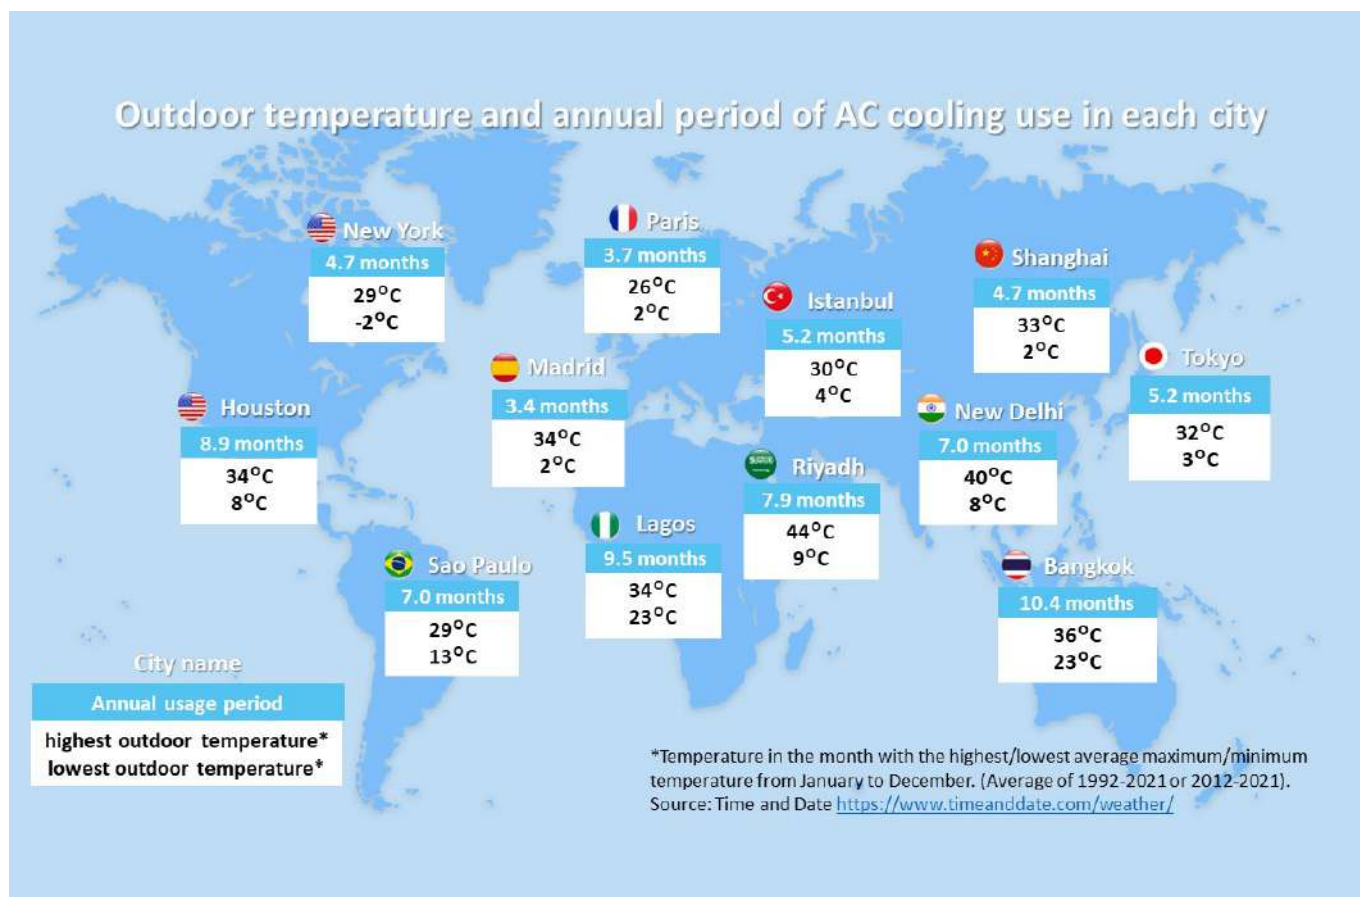 Outdoor temperature and annual period of AC cooling use in each city
New York
4.7 months
29°C
-2°C
Paris
3.7 months
26°C
2°C
Shanghai
4.7 months
33°C
2°C
Istanbul
5.2 months
30°C
4°C
Tokyo
5.2 months
32°C
3°C
Madrid
3.4 months
34°C
2°C
Houston
8.9 months
34°C
8°C
New Delhi
7.0 months
40°C
8°C
Riyadh
7.9 months
44°C
9°C
Lagos
9.5 months
34°C
23°C
Sao Paulo
7.0 months
29°C
13°C
Bangkok
10.4 months
36°C
23°C
City name
Annual usage period
highest outdoor temperature*
lowest outdoor temperature*
*Temperature in the month with the highest/lowest average maximum/minimum
temperature from January to December. (Average of 1992-2021 or 2012-2021).
Source: Time and Date https://www.timeanddate.com/weather/